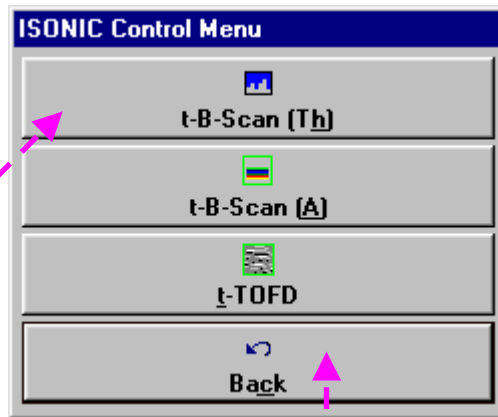 ISONIC Control Menu
t-B-Scan (Th)
t-B-Scan (A)
t-TOFD
Back